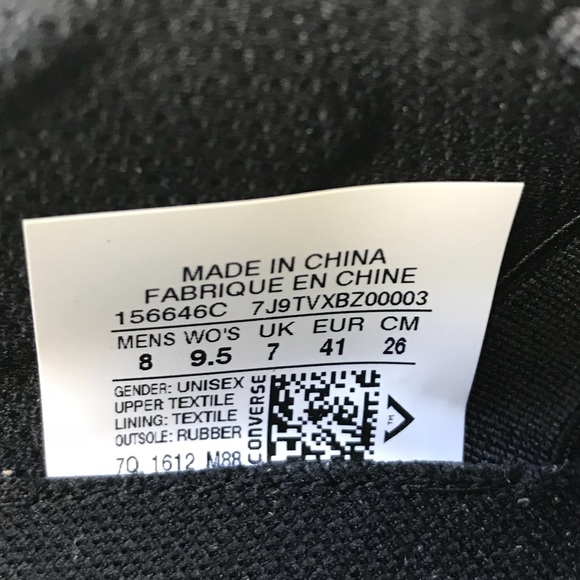 MADE IN CHINA
FABRIQUE EN CHINE
156646C 7J9TVXBZ00003
MENS WO'S UK EUR CM
8 9.5 7 41 26
GENDER: UNISEX
UPPER: TEXTILE
LINING: TEXTILE
OUTSOLE: RUBBER
7Q 1612 M88
CONVERSE
TM